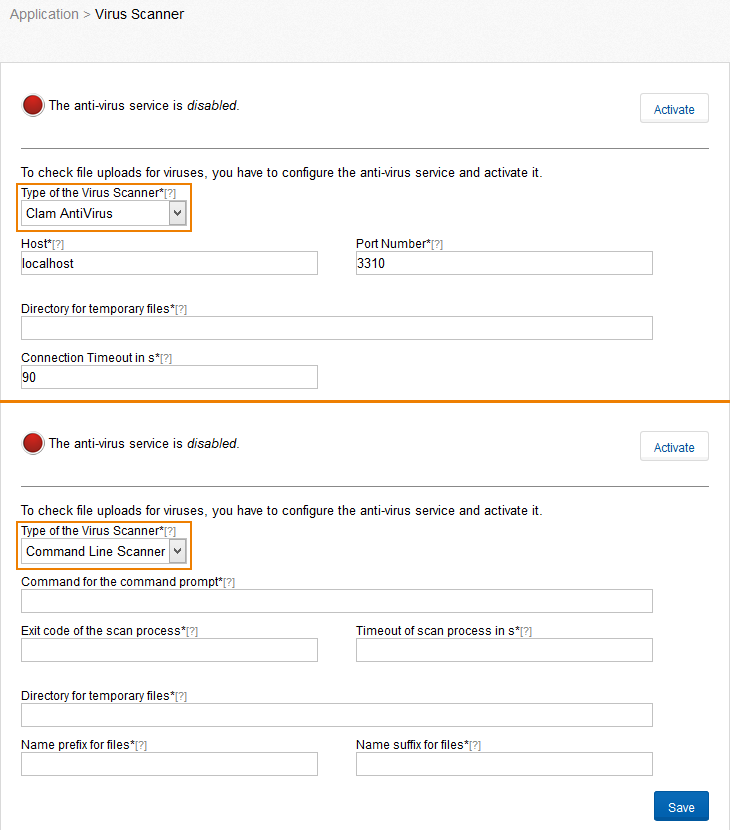 Application > Virus Scanner
The anti-virus service is disabled.
Activate
To check file uploads for viruses, you have to configure the anti-virus service and activate it.
Type of the Virus Scanner*[?]
Clam AntiVirus
Host*[?] Port Number*[?]
localhost 3310
Directory for temporary files*[?]
Connection Timeout in s*[?]
90
The anti-virus service is disabled.
Activate
To check file uploads for viruses, you have to configure the anti-virus service and activate it.
Type of the Virus Scanner*[?]
Command Line Scanner
Command for the command prompt*[?]
Exit code of the scan process*[?] Timeout of scan process in s*[?]
Directory for temporary files*[?]
Name prefix for files*[?] Name suffix for files*[?]
Save